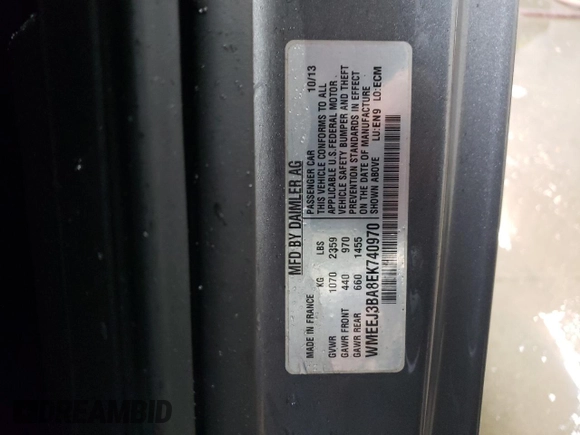 MFD BY DAIMLER AG
PASSENGER CAR 10/13
THIS VEHICLE CONFORMS TO ALL
APPLICABLE U.S.FEDERAL MOTOR
VEHICLE SAFETY BUMPER AND THEFT
PREVENTION STANDARDS IN EFFECT
ON THE DATE OF MANUFACTURE
SHOWN ABOVE LU:EN9 LO:ECM
MADE IN FRANCE KG LBS
GVWR 1070 2359
GAWR FRONT 440 970
GAWR REAR 660 1455
WMEEJ3BA8EK740970
DREAMBID